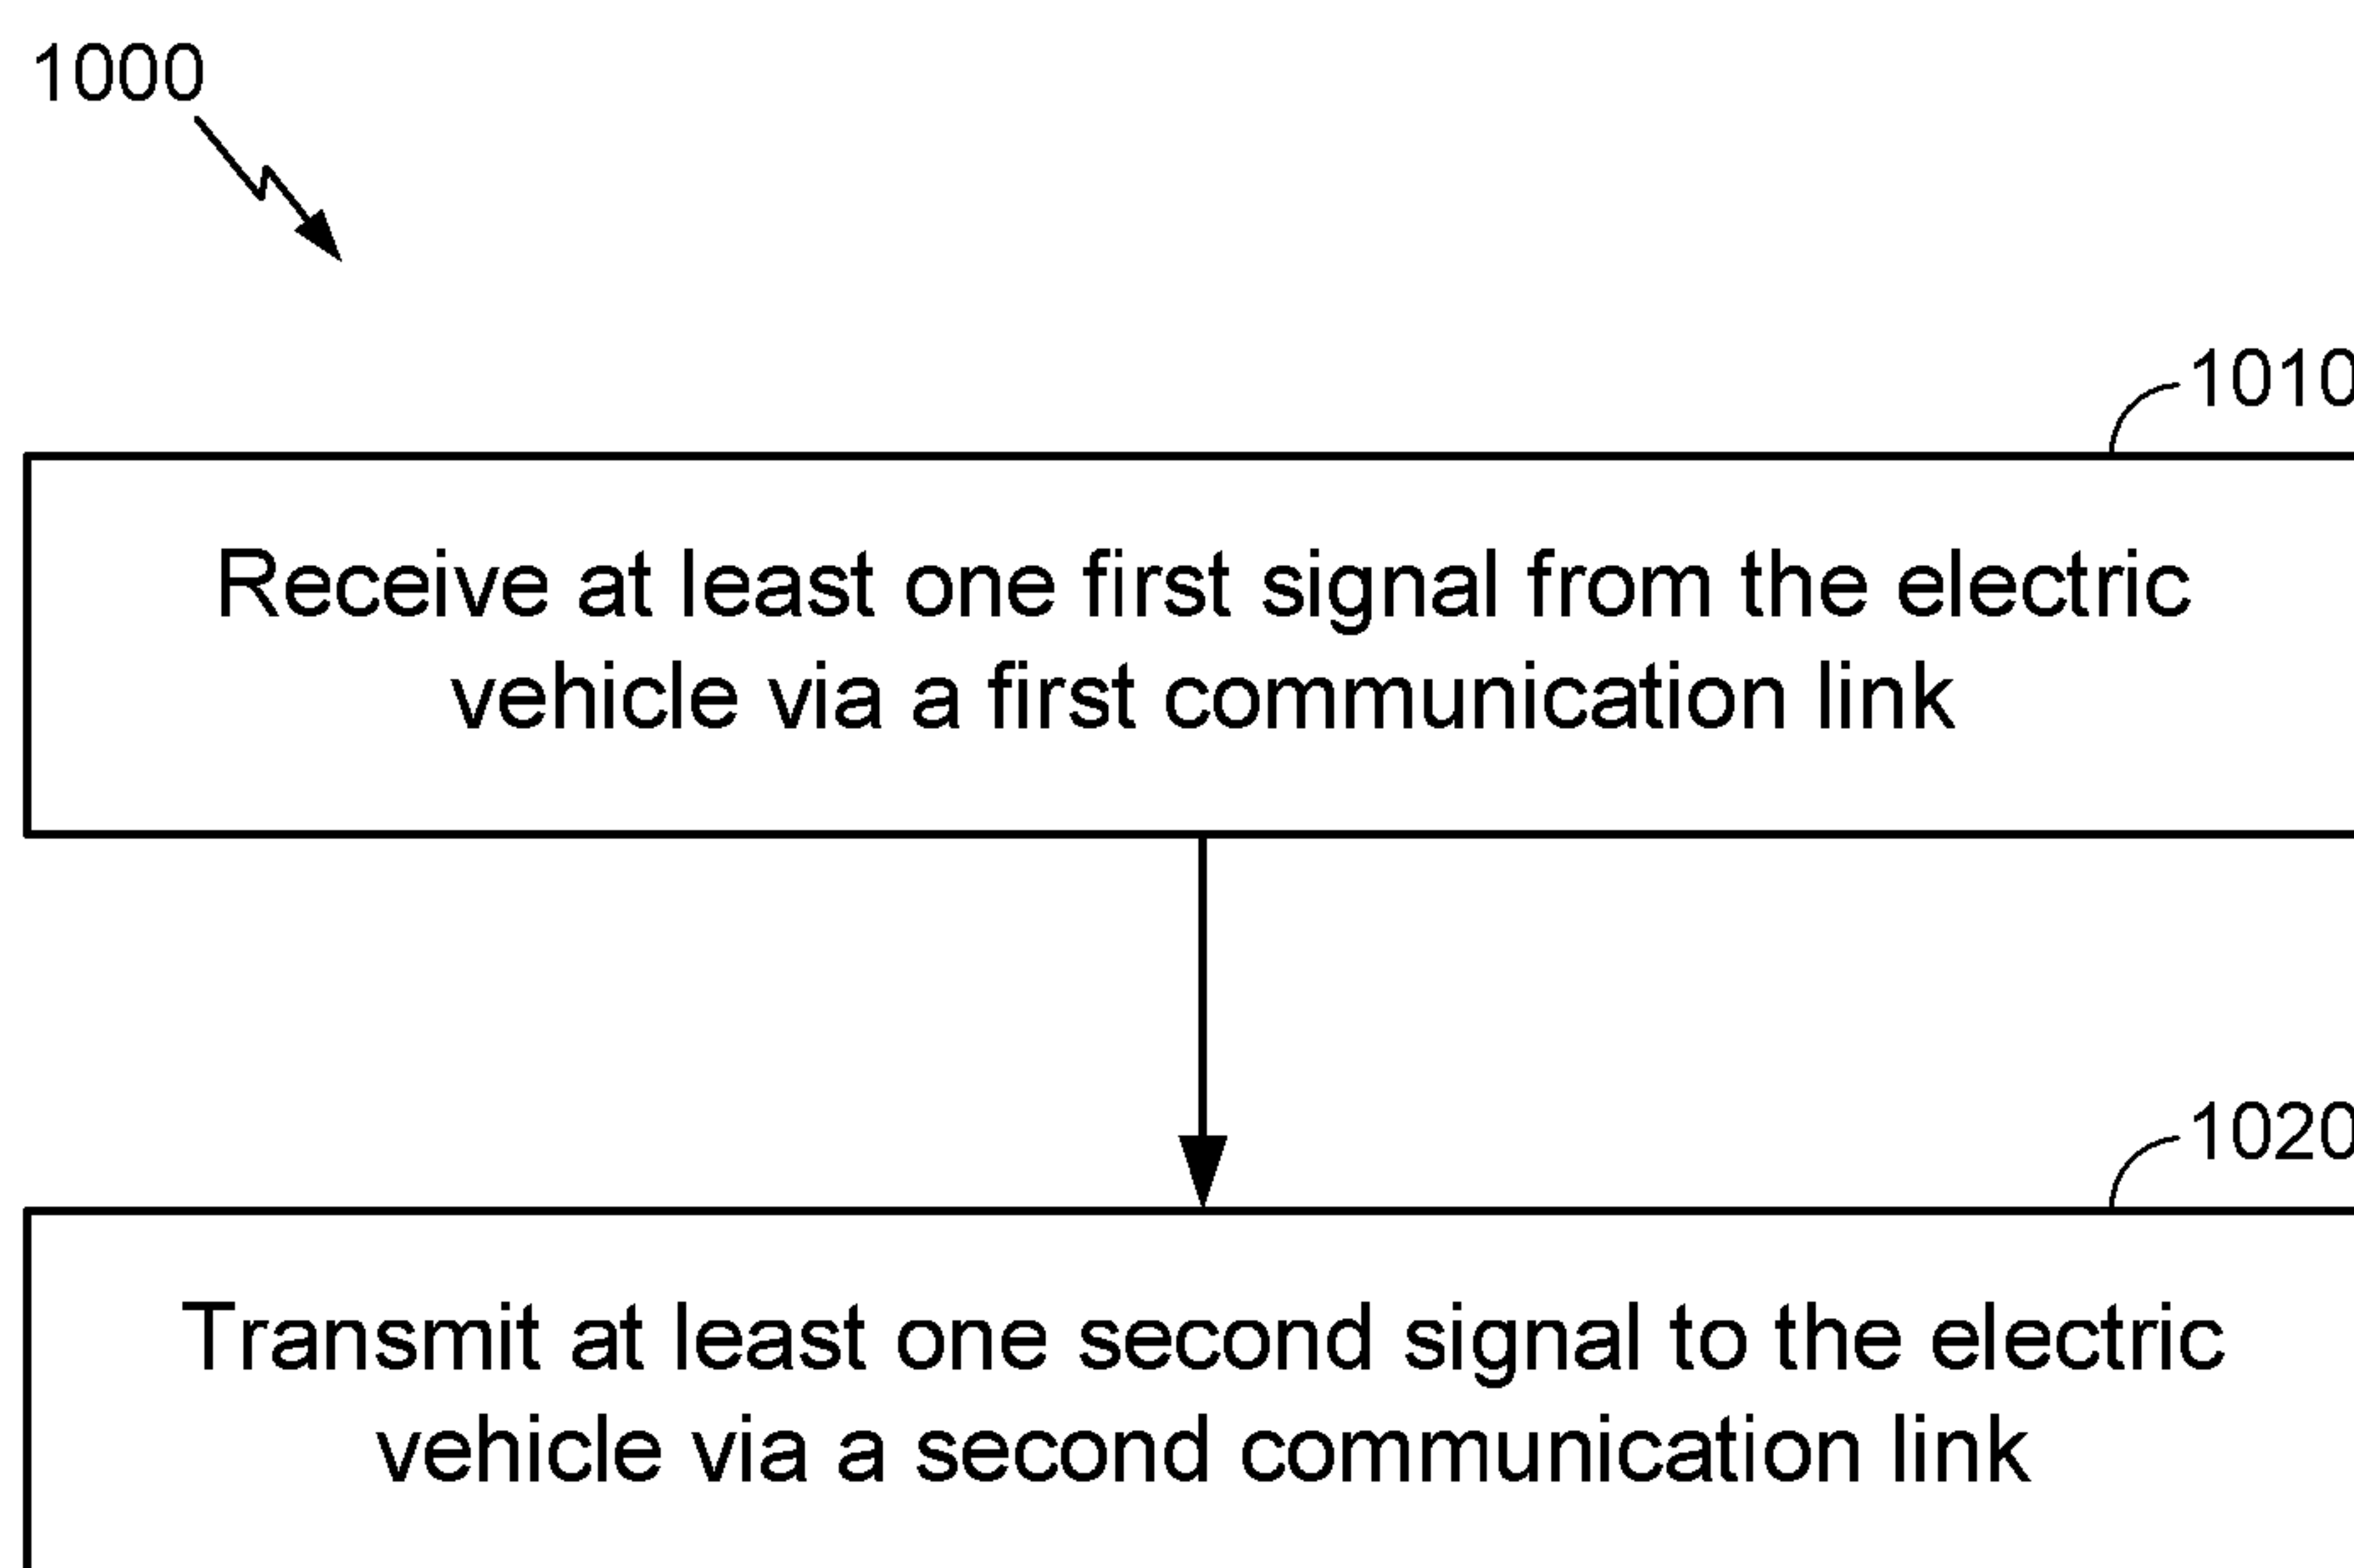 1000
1010
Receive at least one first signal from the electric
vehicle via a first communication link
1020
Transmit at least one second signal to the electric
vehicle via a second communication link